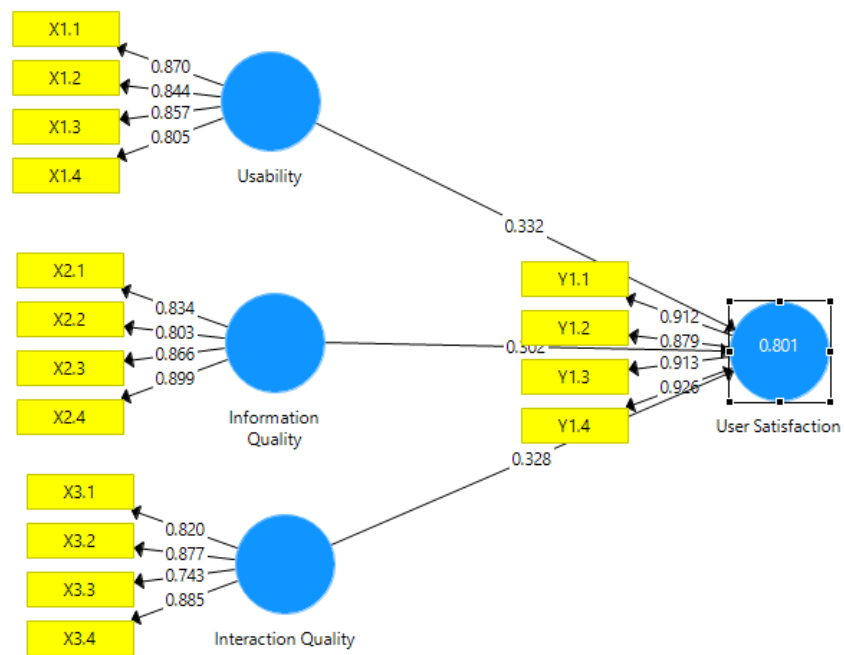 X1.1
X1.2
X1.3
X1.4
0.870
0.844
0.857
0.805
Usability
0.332
X2.1
X2.2
X2.3
X2.4
0.834
0.803
0.866
0.899
Information
Quality
0.302
Y1.1
Y1.2
Y1.3
Y1.4
0.912
0.879
0.913
0.926
0.801
User Satisfaction
0.328
X3.1
X3.2
X3.3
X3.4
0.820
0.877
0.743
0.885
Interaction Quality